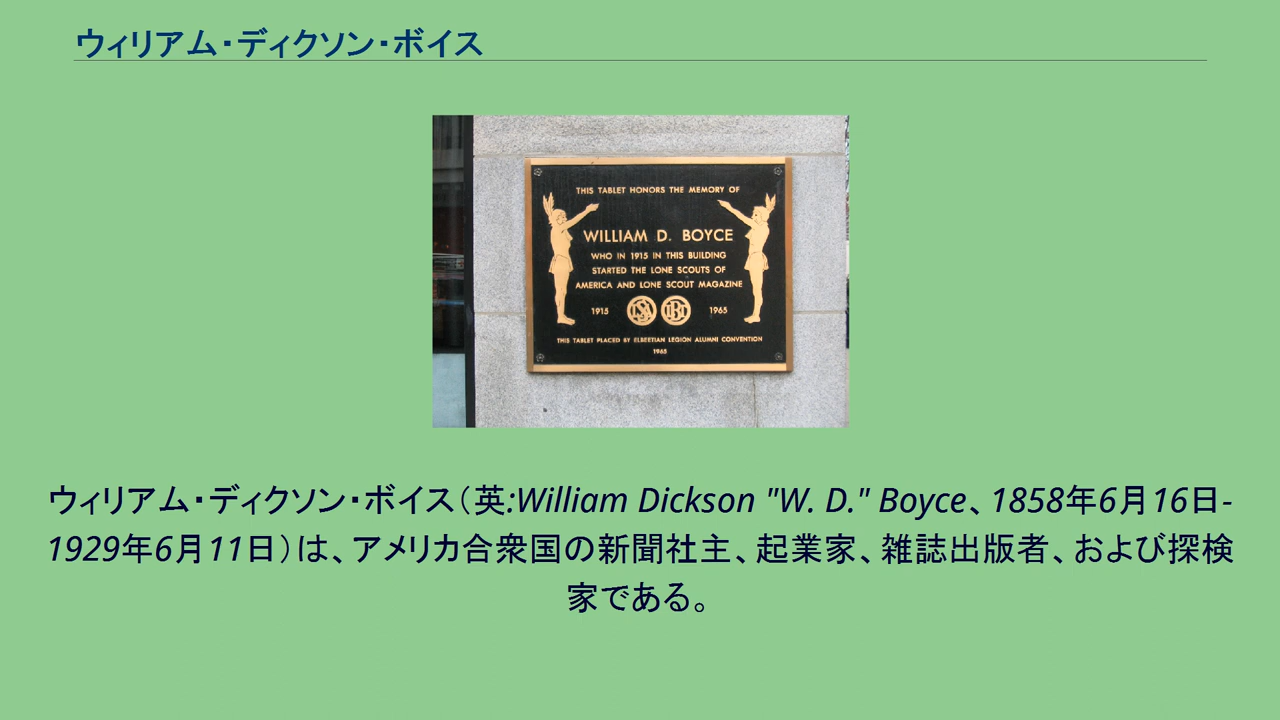 ウィリアム・ディクソン・ボイス
THIS TABLET HONORS THE MEMORY OF
WILLIAM D. BOYCE
WHO IN 1915 IN THIS BUILDING
STARTED THE LONE SCOUTS OF
AMERICA AND LONE SCOUT MAGAZINE
1915 LSA LBD 1965
THIS TABLET PLACED BY ELBEETIAN LEGION ALUMNI CONVENTION
1965
ウィリアム・ディクソン・ボイス（英:William Dickson "W. D." Boyce、1858年6月16日-
1929年6月11日）は、アメリカ合衆国の新聞社主、起業家、雑誌出版者、および探検
家である。